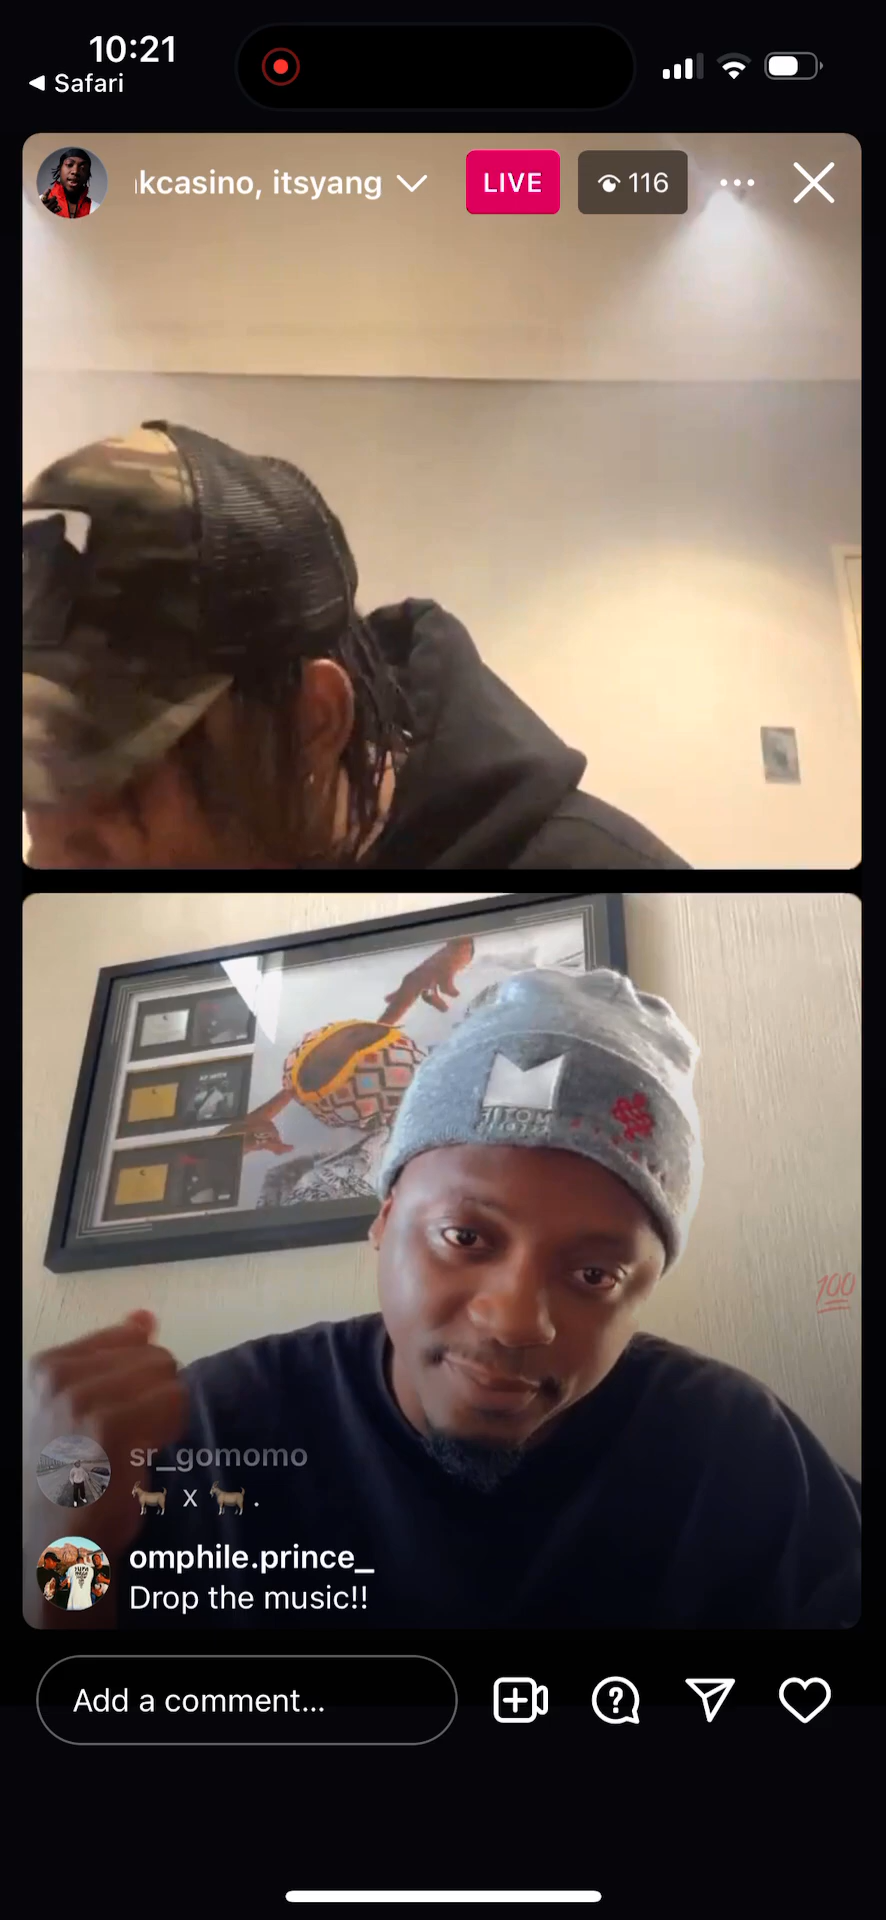 10:21
Safari
kcasino, itsyang
LIVE
116
100
sr_gomomo
🐐 x 🐐.
omphile.prince_
Drop the music!!
Add a comment...